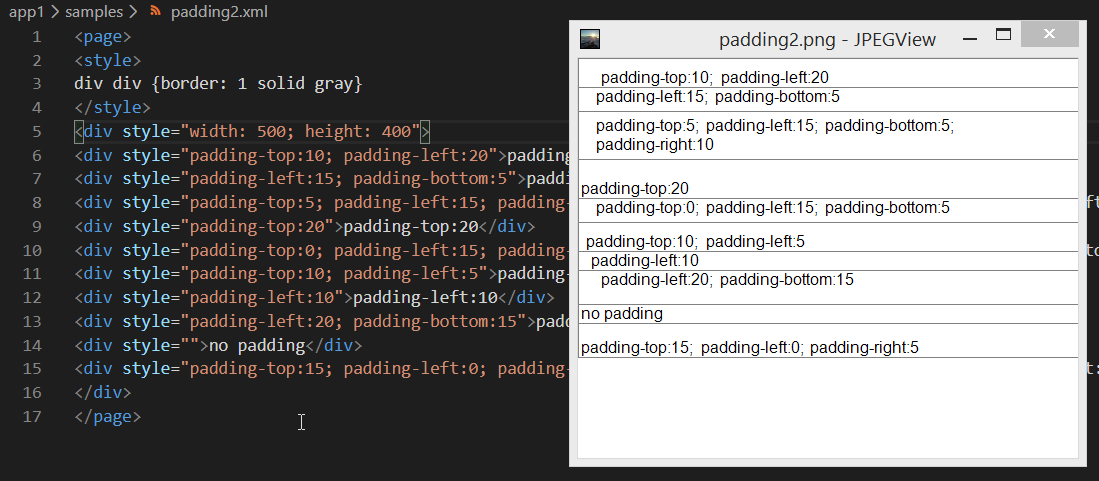 app1 > samples > padding2.xml
1 <page>
2 <style>
3 div div {border: 1 solid gray}
4 </style>
5 <div style="width: 500; height: 400">
6 <div style="padding-top:10; padding-left:20">padding
7 <div style="padding-left:15; padding-bottom:5">paddi
8 <div style="padding-top:5; padding-left:15; padding-
9 <div style="padding-top:20">padding-top:20</div>
10 <div style="padding-top:0; padding-left:15; padding-
11 <div style="padding-top:10; padding-left:5">padding-
12 <div style="padding-left:10">padding-left:10</div>
13 <div style="padding-left:20; padding-bottom:15">padd
14 <div style="">no padding</div>
15 <div style="padding-top:15; padding-left:0; padding-
16 </div>
17 </page>
padding2.png - JPEGView
padding-top:10; padding-left:20
padding-left:15; padding-bottom:5
padding-top:5; padding-left:15; padding-bottom:5;
padding-right:10
padding-top:20
padding-top:0; padding-left:15; padding-bottom:5
padding-top:10; padding-left:5
padding-left:10
padding-left:20; padding-bottom:15
no padding
padding-top:15; padding-left:0; padding-right:5